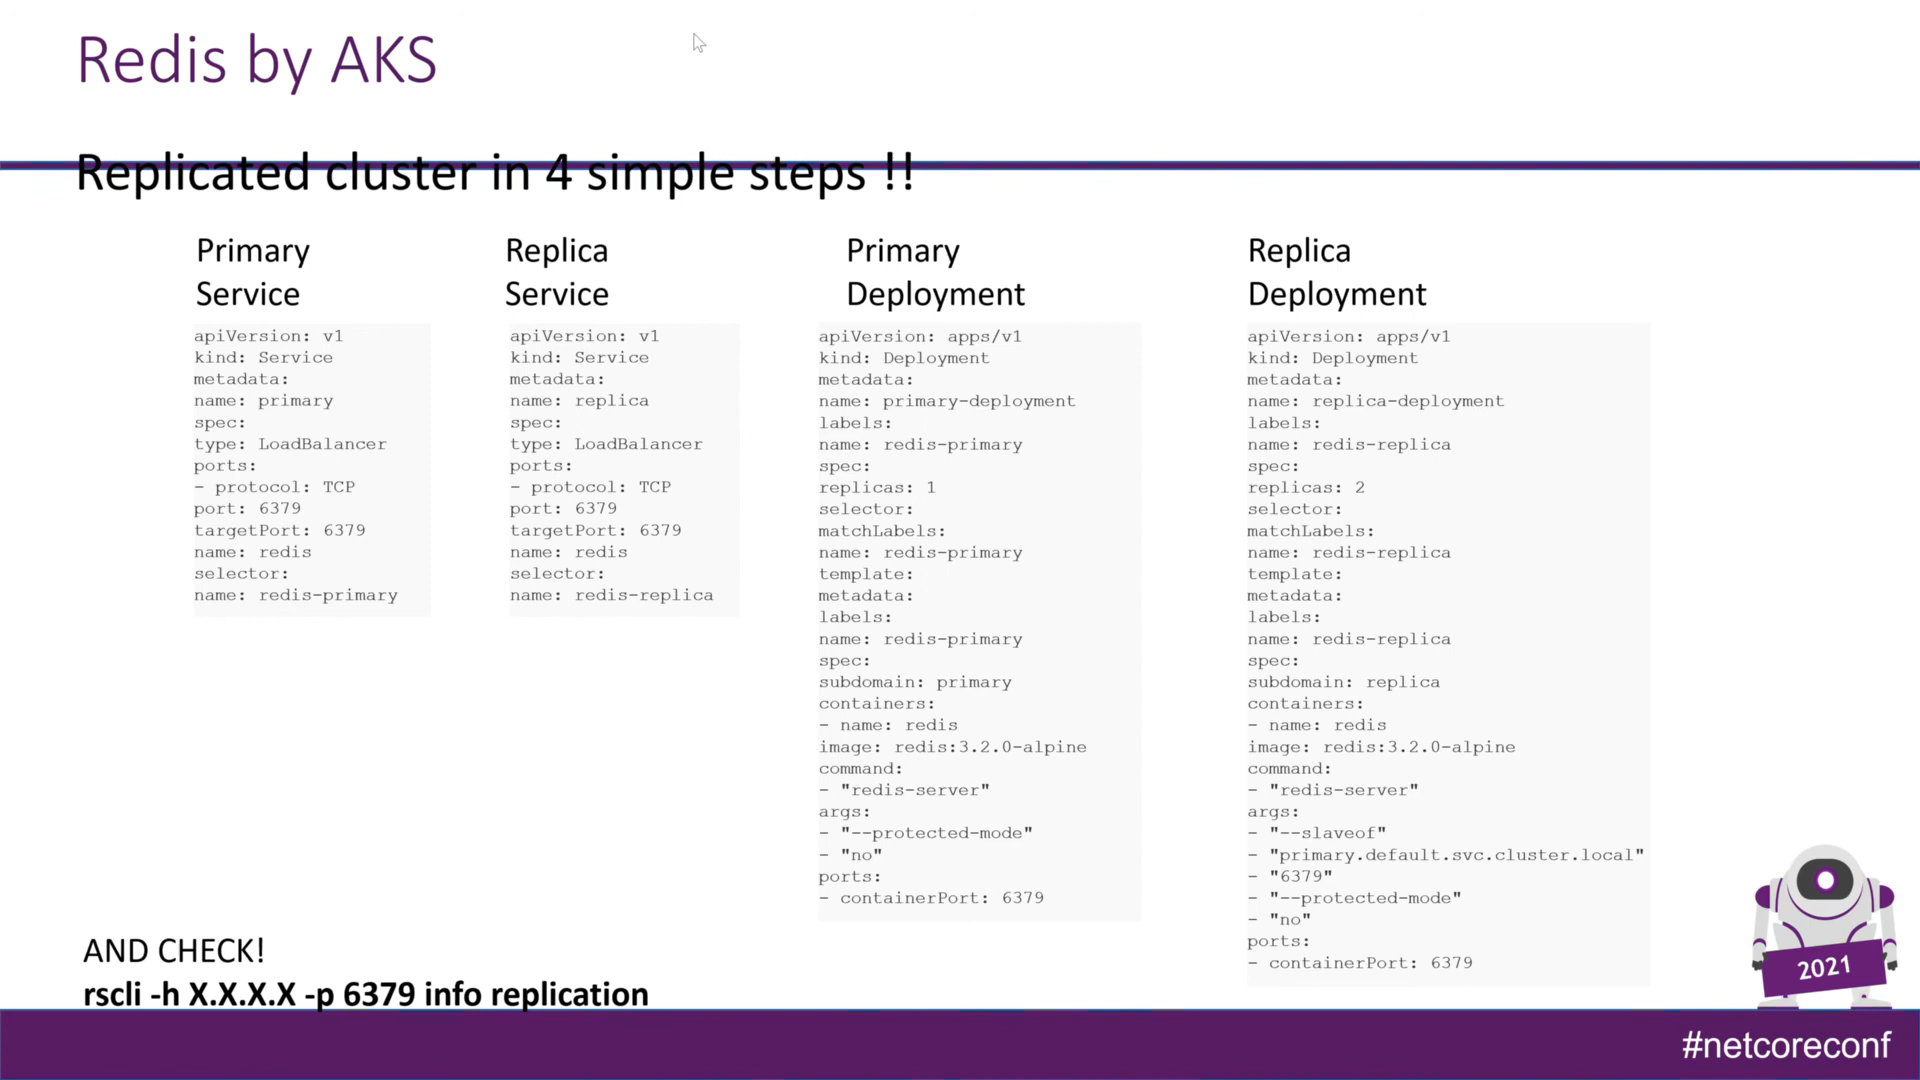 Redis by AKS
Replicated cluster in 4 simple steps !!
Primary
Service
apiVersion: v1
kind: Service
metadata:
name: primary
spec:
type: LoadBalancer
ports:
- protocol: TCP
port: 6379
targetPort: 6379
name: redis
selector:
name: redis-primary
Replica
Service
apiVersion: v1
kind: Service
metadata:
name: replica
spec:
type: LoadBalancer
ports:
- protocol: TCP
port: 6379
targetPort: 6379
name: redis
selector:
name: redis-replica
Primary
Deployment
apiVersion: apps/v1
kind: Deployment
metadata:
name: primary-deployment
labels:
name: redis-primary
spec:
replicas: 1
selector:
matchLabels:
name: redis-primary
template:
metadata:
labels:
name: redis-primary
spec:
subdomain: primary
containers:
- name: redis
image: redis:3.2.0-alpine
command:
- "redis-server"
args:
- "--protected-mode"
- "no"
ports:
- containerPort: 6379
Replica
Deployment
apiVersion: apps/v1
kind: Deployment
metadata:
name: replica-deployment
labels:
name: redis-replica
spec:
replicas: 2
selector:
matchLabels:
name: redis-replica
template:
metadata:
labels:
name: redis-replica
spec:
subdomain: replica
containers:
- name: redis
image: redis:3.2.0-alpine
command:
- "redis-server"
args:
- "--slaveof"
- "primary.default.svc.cluster.local"
- "6379"
- "--protected-mode"
- "no"
ports:
- containerPort: 6379
AND CHECK!
rscli -h X.X.X.X -p 6379 info replication
2021
#netcoreconf